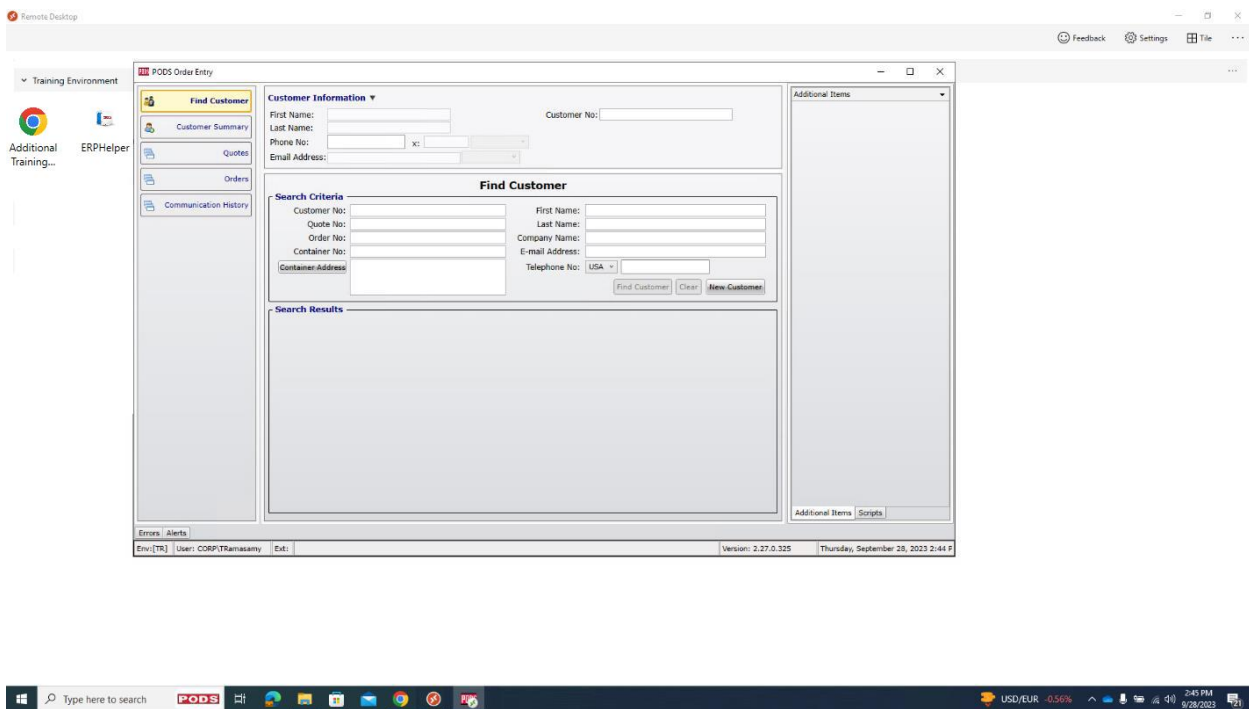 Remote Desktop
Feedback Settings Tile
Training Environment
Additional Training...
ERPHelper
PODS PODS Order Entry
Find Customer
Customer Summary
Quotes
Orders
Communication History
Customer Information
First Name:
Customer No:
Last Name:
Phone No: x:
Email Address:
Find Customer
Search Criteria
Customer No: First Name:
Quote No: Last Name:
Order No: Company Name:
Container No: E-mail Address:
Container Address Telephone No: USA
Find Customer Clear New Customer
Search Results
Additional Items
Additional Items Scripts
Errors Alerts
Env:[TR] User: CORP\TRamasamy Ext: Version: 2.27.0.325 Thursday, September 28, 2023 2:44 P
Type here to search PODS PODS USD/EUR -0.56% 2:45 PM
9/28/2023 21